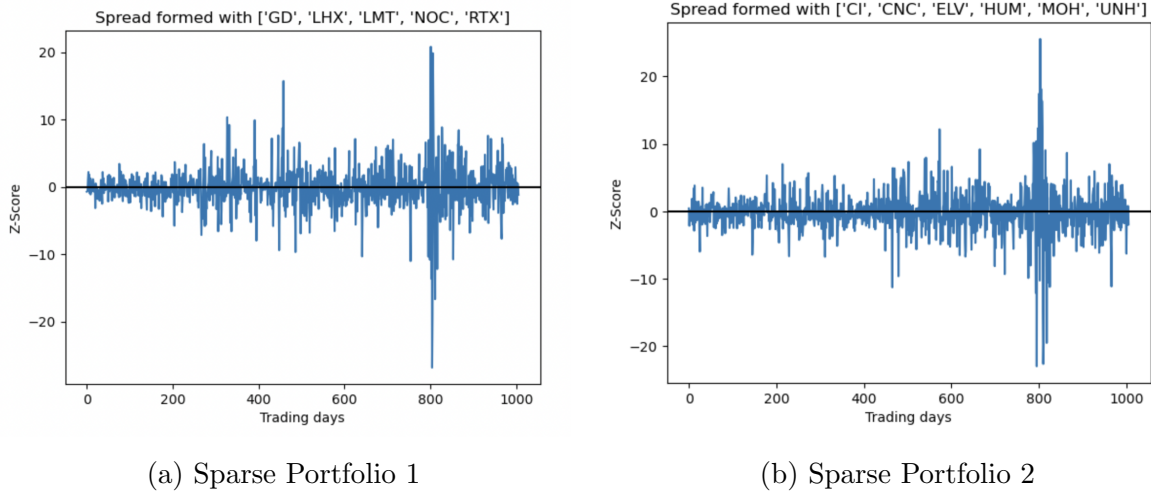 Spread formed with ['GD', 'LHX', 'LMT', 'NOC', 'RTX']
20
10
0
−10
−20
Z-Score
0
200
400
600
800
1000
Trading days
(a) Sparse Portfolio 1
Spread formed with ['CI', 'CNC', 'ELV', 'HUM', 'MOH', 'UNH']
20
10
0
−10
−20
Z-Score
0
200
400
600
800
1000
Trading days
(b) Sparse Portfolio 2